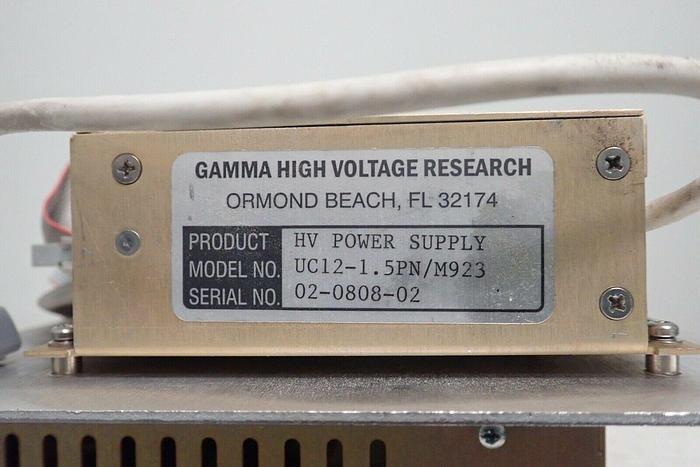 GAMMA HIGH VOLTAGE RESEARCH
ORMOND BEACH, FL 32174
PRODUCT HV POWER SUPPLY
MODEL NO. UC12-1.5PN/M923
SERIAL NO. 02-0808-02